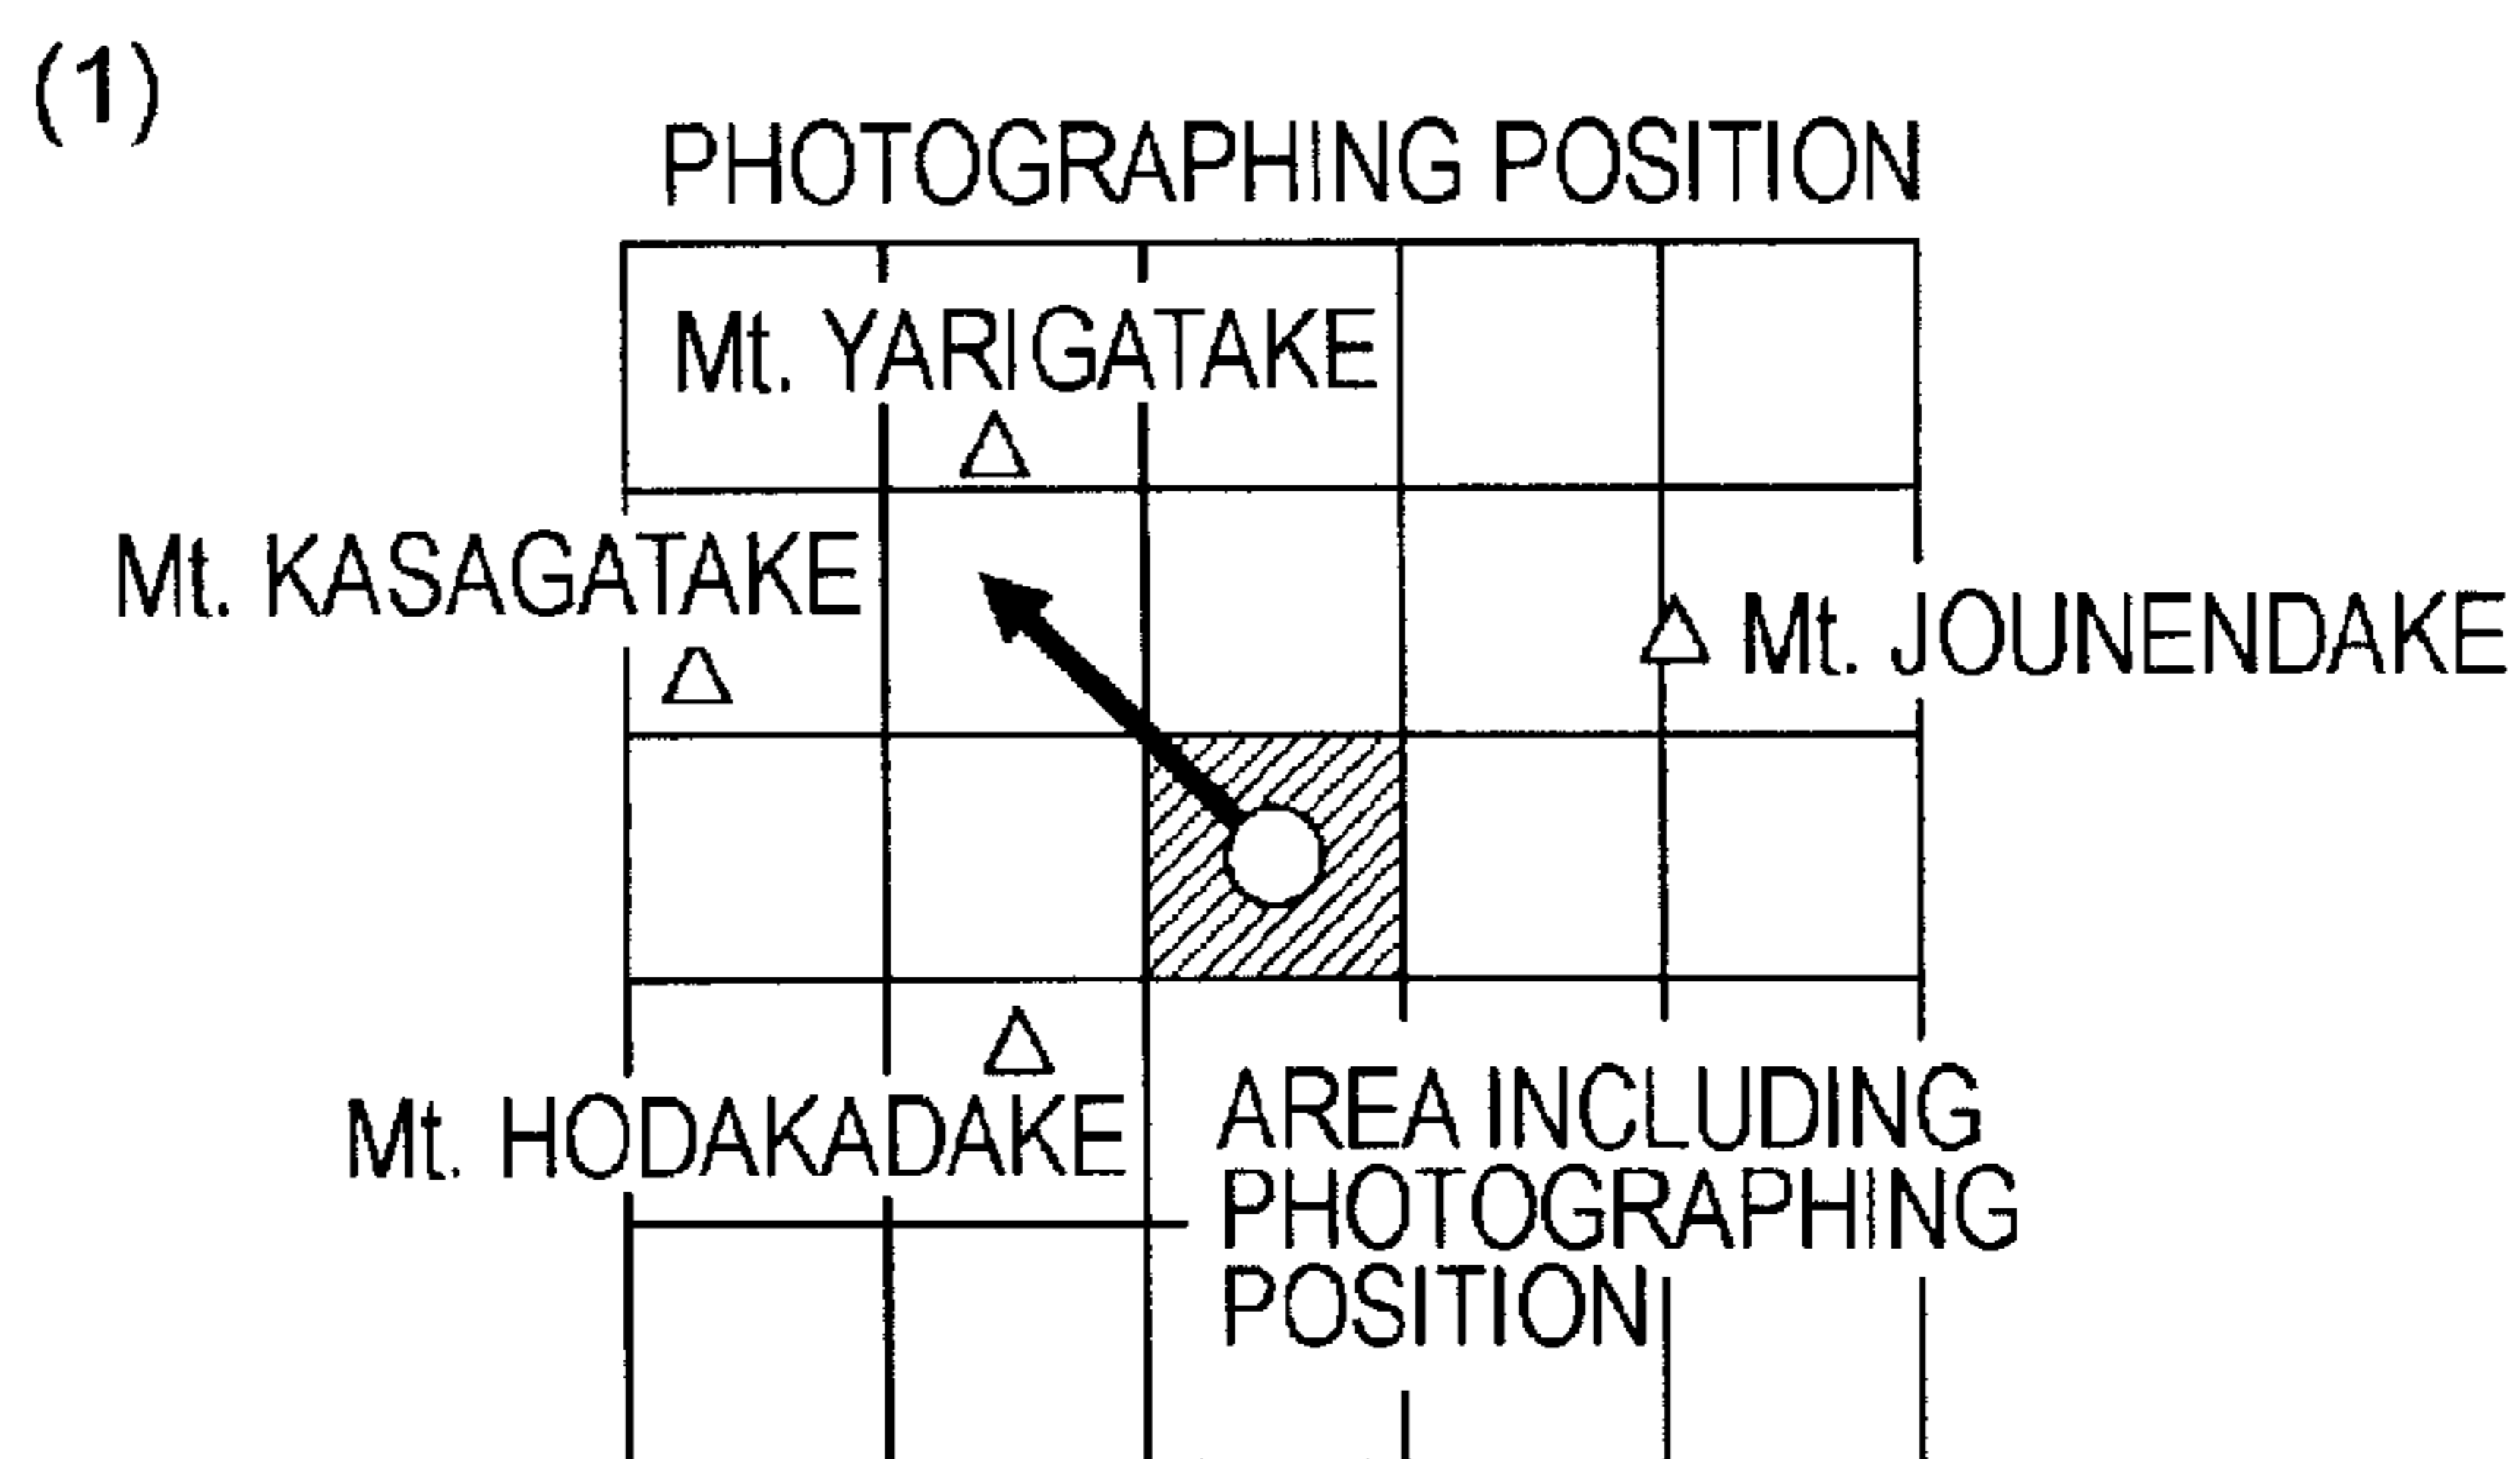 (1)
PHOTOGRAPHING POSITION
Mt. YARIGATAKE
Mt. KASAGATAKE
Mt. JOUNENDAKE
Mt. HODAKADAKE
AREA INCLUDING
PHOTOGRAPHING
POSITION